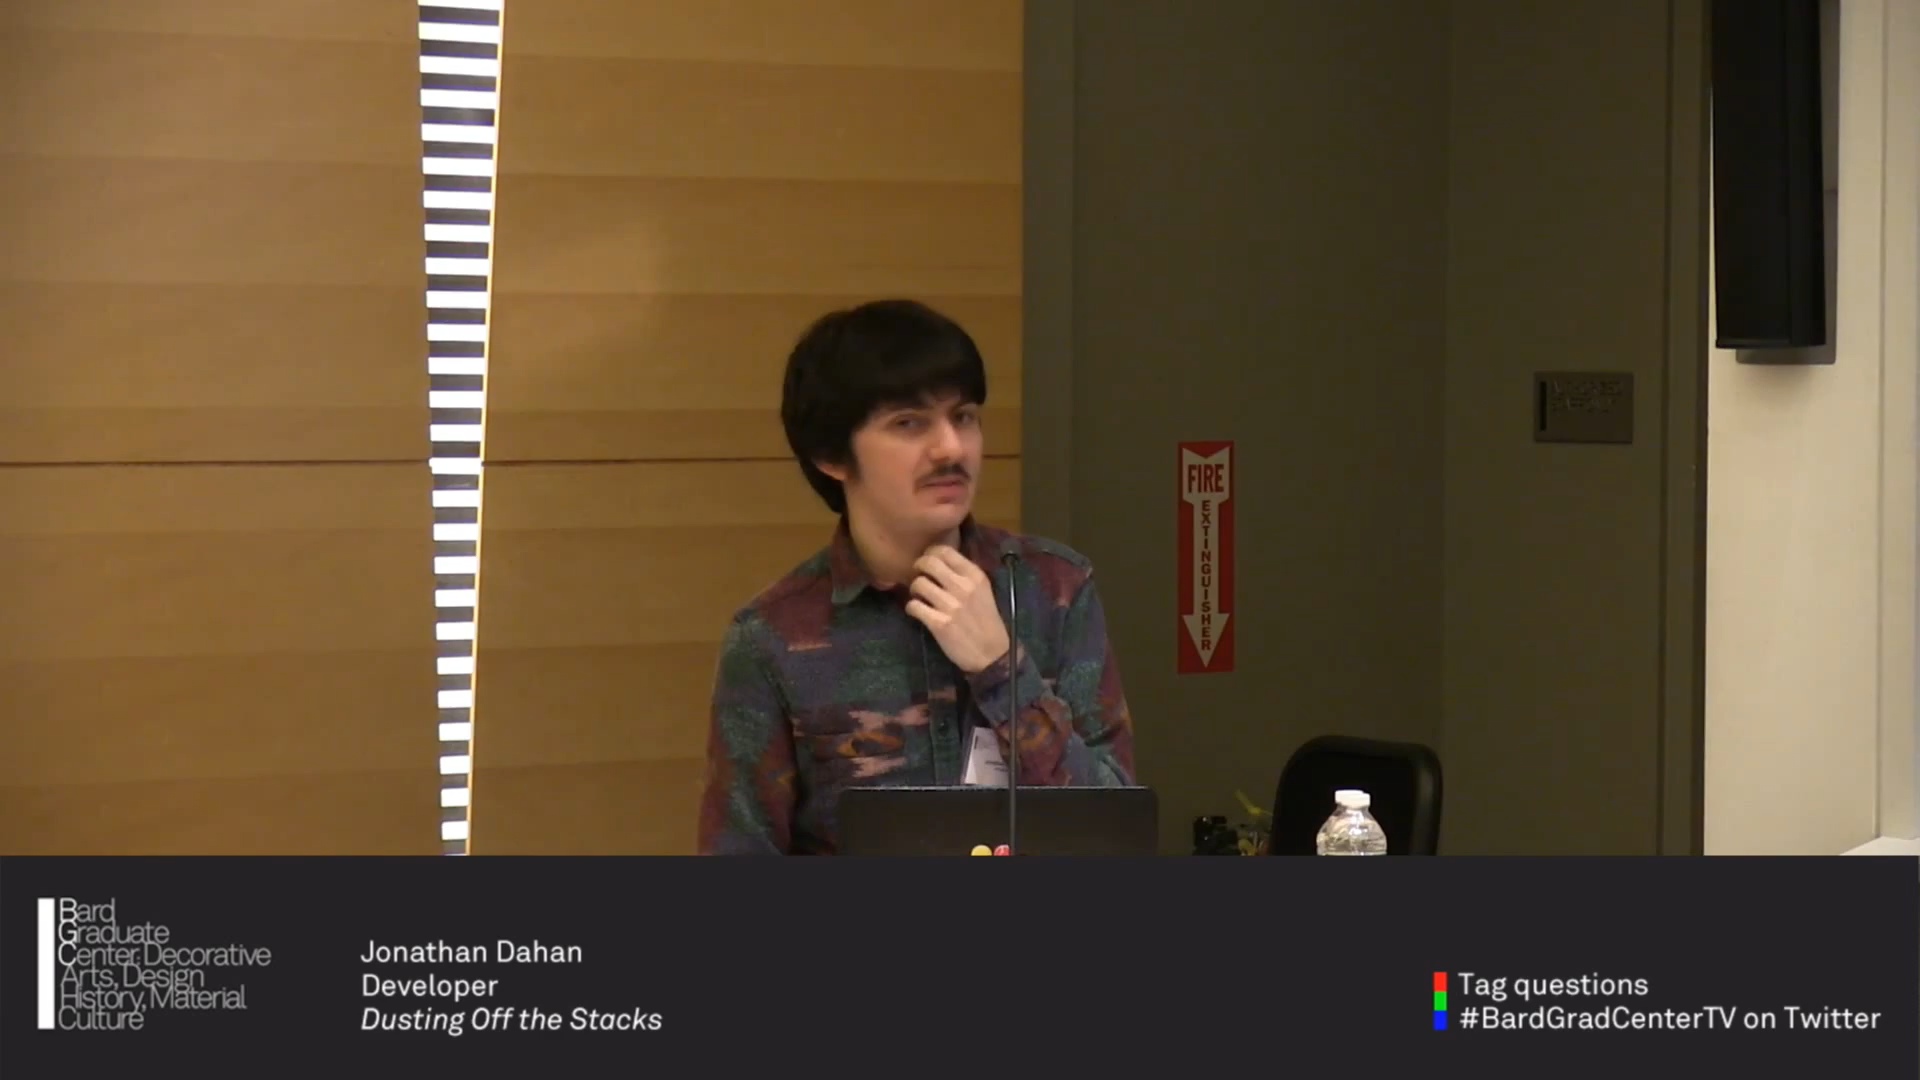 FIRE
EXTINGUISHER
Bard
Graduate
Center: Decorative
Arts, Design
History, Material
Culture
Jonathan Dahan
Developer
Dusting Off the Stacks
Tag questions
#BardGradCenterTV on Twitter